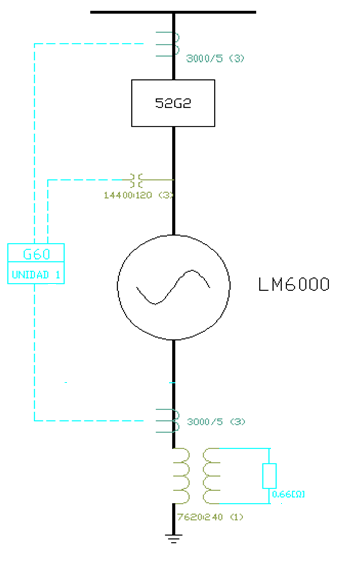 3000/5 (3)
52G2
14400:120 (3)
G60
UNIDAD 1
LM6000
3000/5 (3)
0.66[Ω]
7620:240 (1)